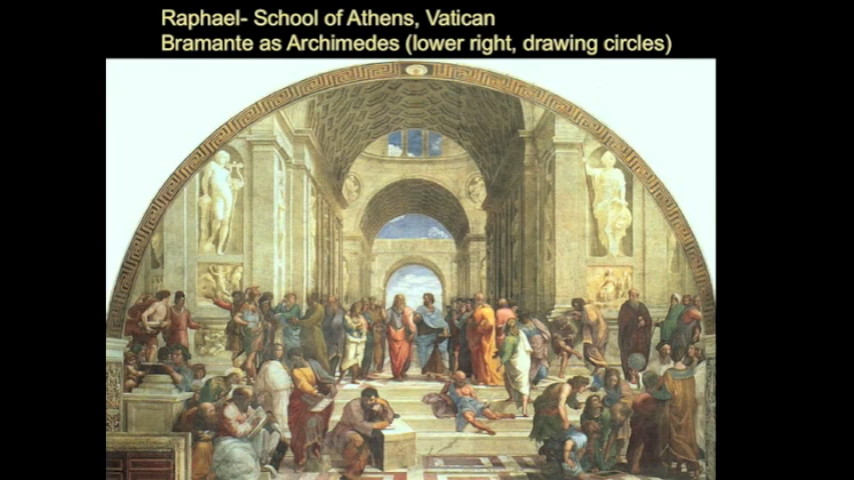 Raphael- School of Athens, Vatican
Bramante as Archimedes (lower right, drawing circles)